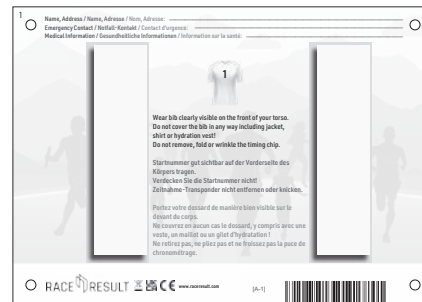 1
Name, Address / Name, Adresse / Nom, Adresse:
Emergency Contact / Notfall-Kontakt / Contact d'urgence:
Medical Information / Gesundheitliche Informationen / Information sur la santé:
1
Wear bib clearly visible on the front of your torso.
Do not cover the bib in any way including jacket,
shirt or hydration vest!
Do not remove, fold or wrinkle the timing chip.
Startnummer gut sichtbar auf der Vorderseite des
Körpers tragen.
Verdecken Sie die Startnummer nicht!
Zeitnahme-Transponder nicht entfernen oder knicken.
Portez votre dossard de manière bien visible sur le
devant du corps.
Ne couvrez en aucun cas le dossard, y compris avec une
veste, un maillot ou un gilet d'hydratation !
Ne retirez pas, ne pliez pas et ne froissez pas la puce de
chronométrage.
RACE RESULT CE www.raceresult.com [A-1]